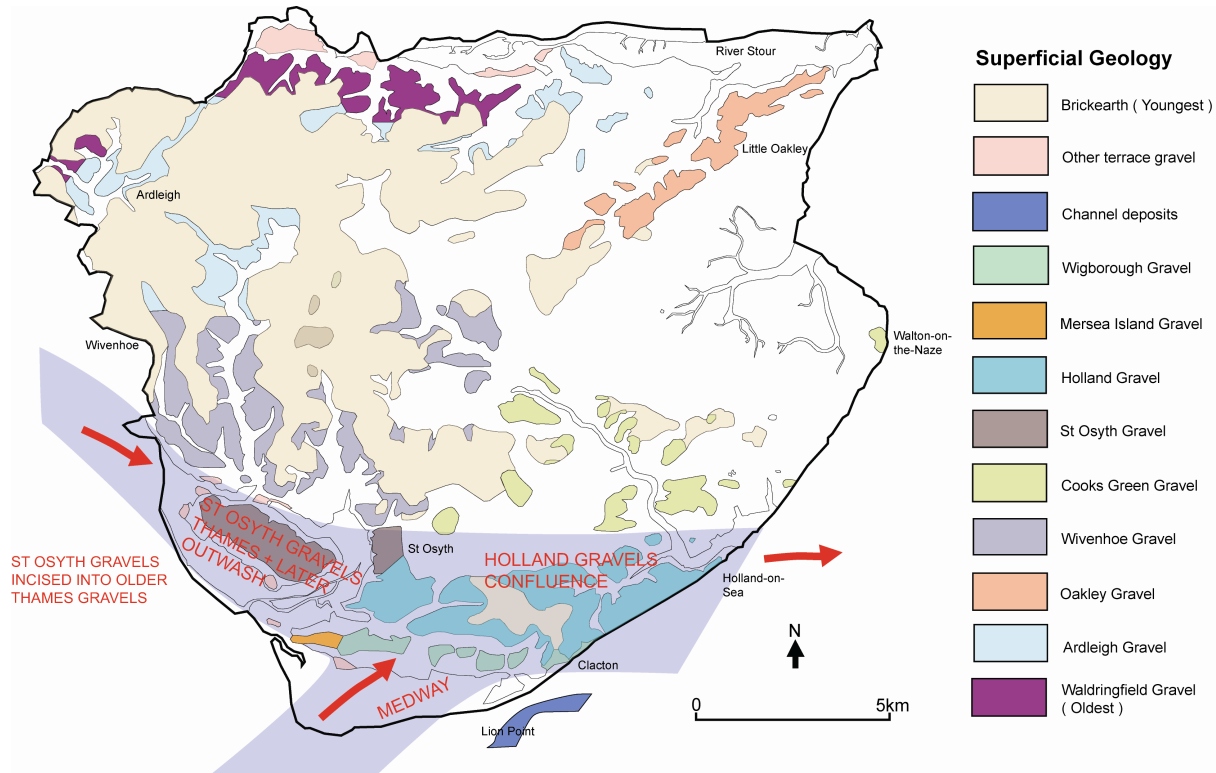 River Stour
Little Oakley
Ardleigh
Wivenhoe
Walton-on-
the-Naze
ST OSYTH GRAVELS
INCISED INTO OLDER
THAMES GRAVELS
ST OSYTH GRAVELS
THAMES + LATER
OUTWASH
St Osyth
HOLLAND GRAVELS
CONFLUENCE
Holland-on-
Sea
Clacton
MEDWAY
Lion Point
N
0 5km
Superficial Geology
Brickearth ( Youngest )
Other terrace gravel
Channel deposits
Wigborough Gravel
Mersea Island Gravel
Holland Gravel
St Osyth Gravel
Cooks Green Gravel
Wivenhoe Gravel
Oakley Gravel
Ardleigh Gravel
Waldringfield Gravel
( Oldest )